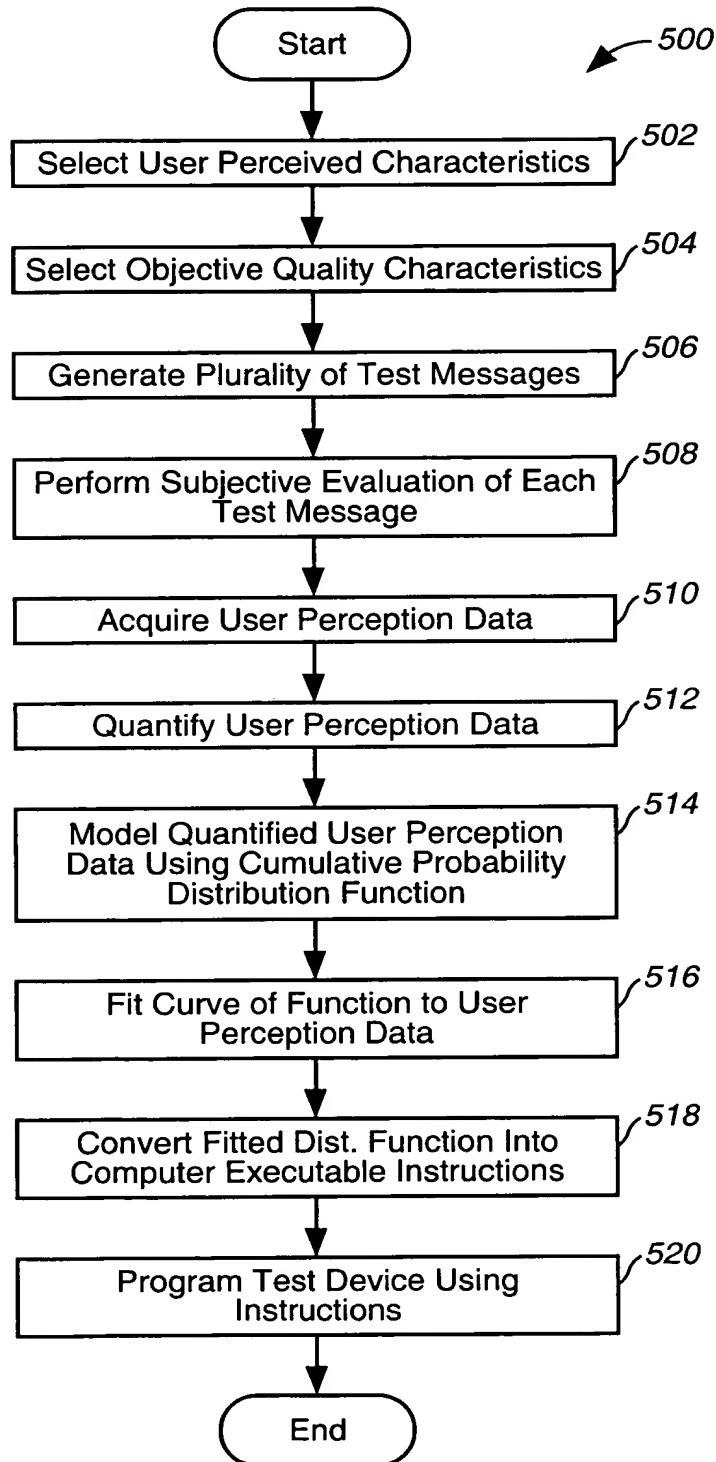 Start
500
502
Select User Perceived Characteristics
504
Select Objective Quality Characteristics
506
Generate Plurality of Test Messages
508
Perform Subjective Evaluation of Each
Test Message
510
Acquire User Perception Data
512
Quantify User Perception Data
514
Model Quantified User Perception
Data Using Cumulative Probability
Distribution Function
516
Fit Curve of Function to User
Perception Data
518
Convert Fitted Dist. Function Into
Computer Executable Instructions
520
Program Test Device Using
Instructions
End